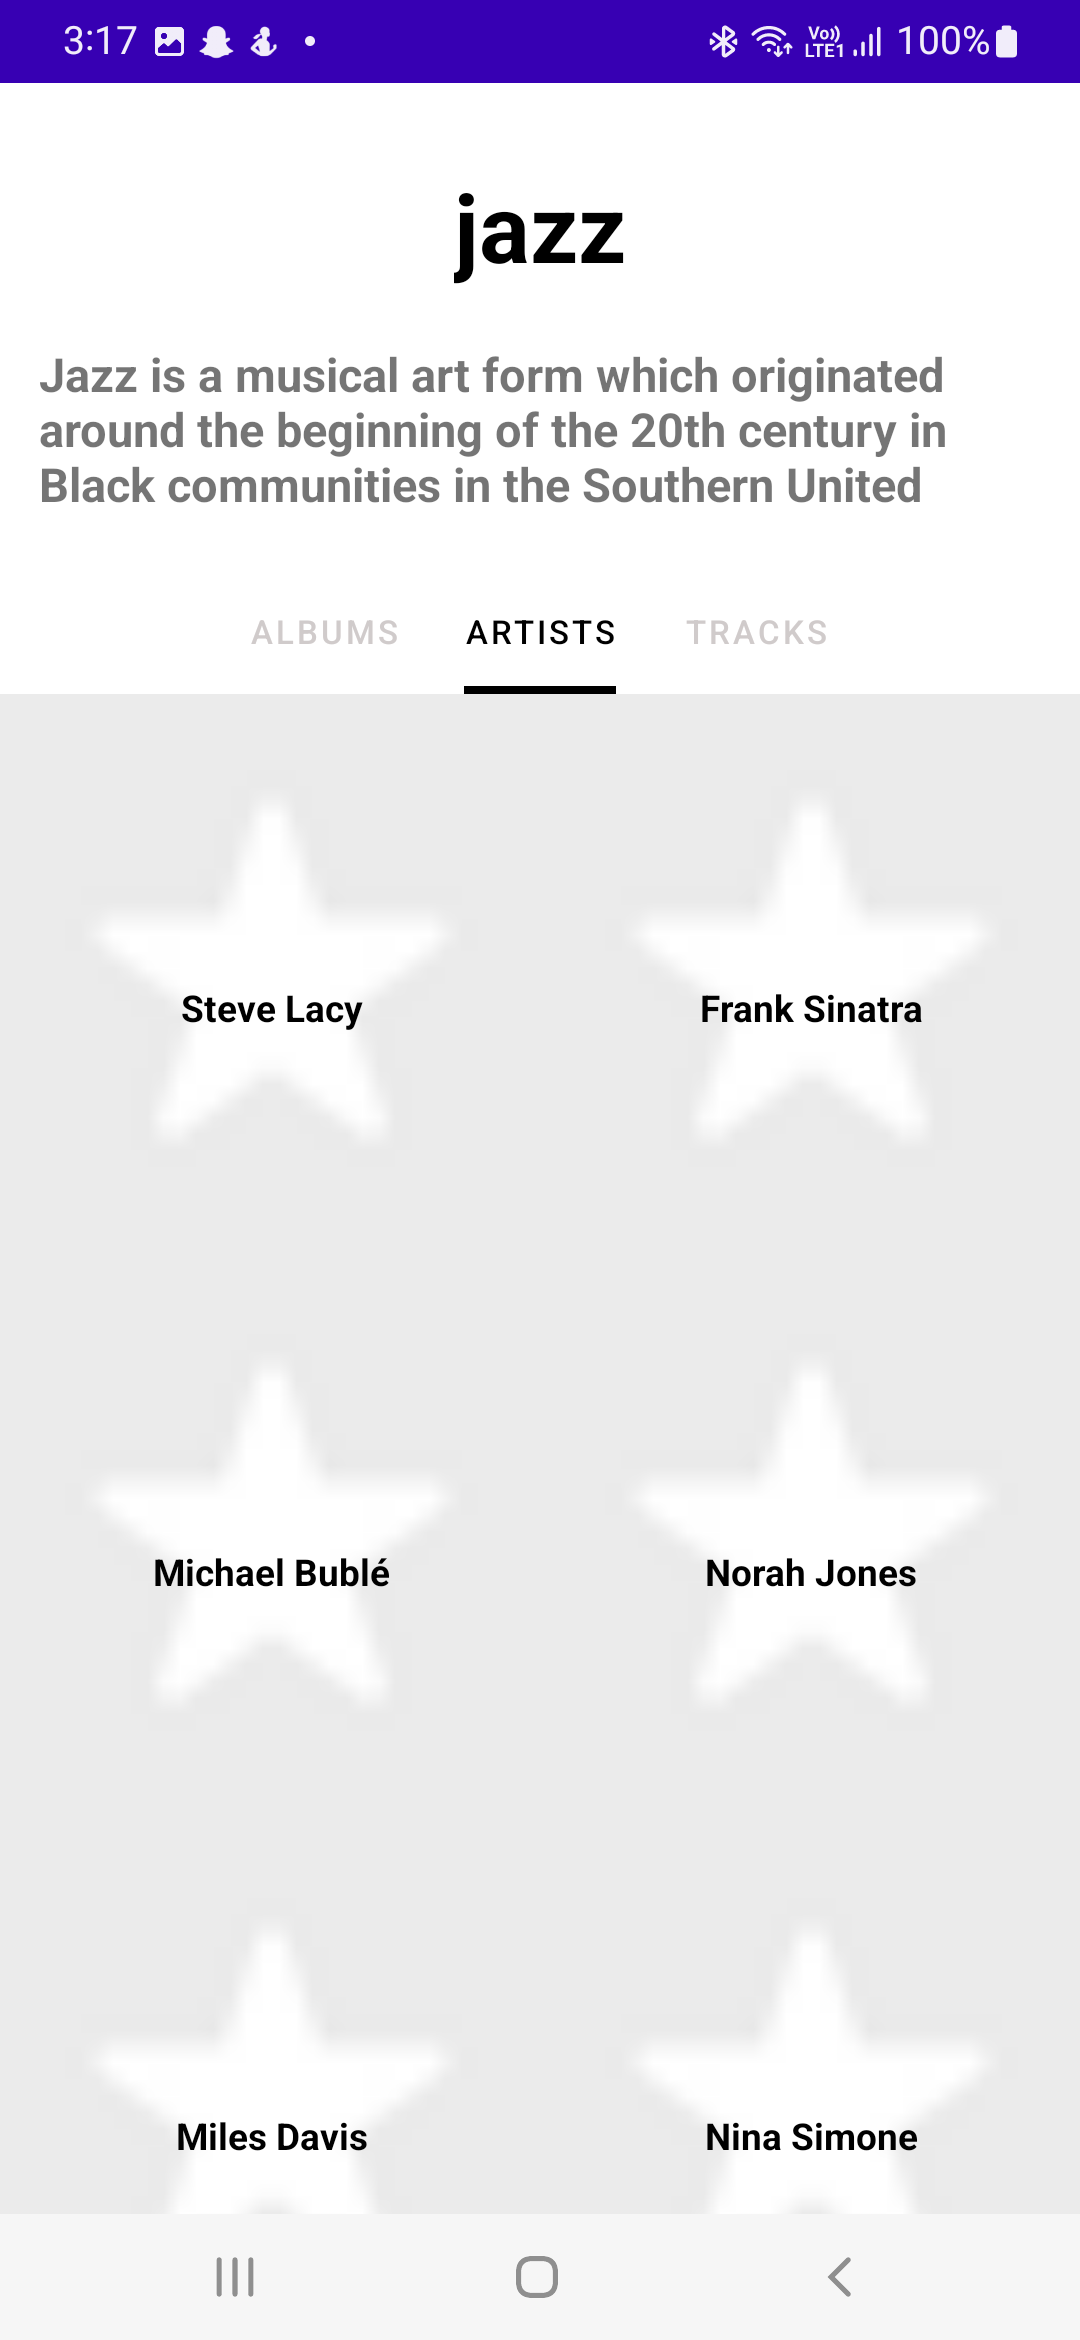 3:17 Vo)) LTE1 100%
jazz
Jazz is a musical art form which originated
around the beginning of the 20th century in
Black communities in the Southern United
ALBUMS ARTISTS TRACKS
Steve Lacy Frank Sinatra
Michael Bublé Norah Jones
Miles Davis Nina Simone